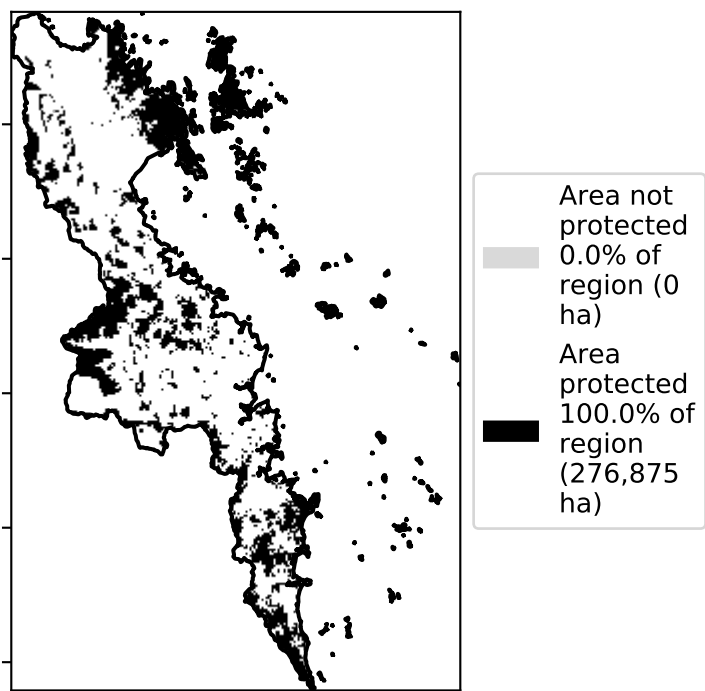 Area not
protected
0.0% of
region (0
ha)
Area
protected
100.0% of
region
(276,875
ha)